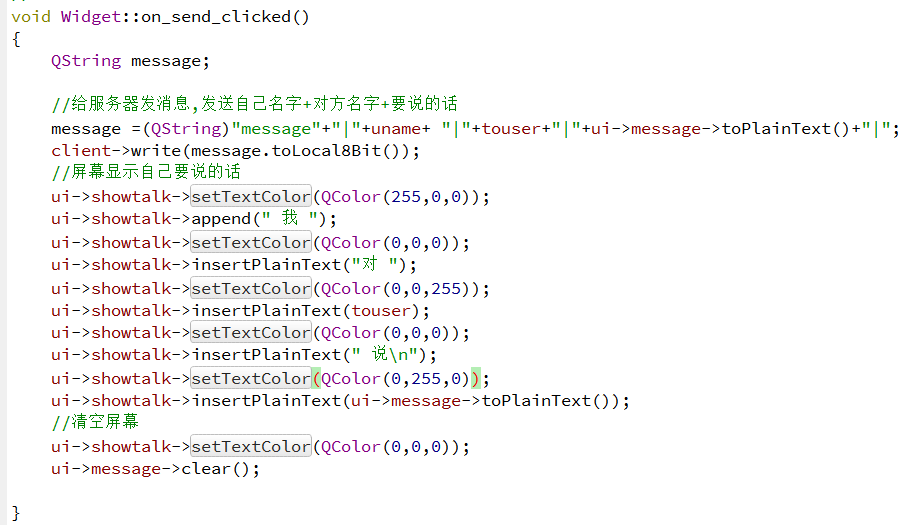 void Widget::on_send_clicked()
{
    QString message;

    //给服务器发消息,发送自己名字+对方名字+要说的话
    message =(QString)"message"+"|"+uname+ "|"+touser+"|"+ui->message->toPlainText()+"|";
    client->write(message.toLocal8Bit());
    //屏幕显示自己要说的话
    ui->showtalk->setTextColor(QColor(255,0,0));
    ui->showtalk->append(" 我 ");
    ui->showtalk->setTextColor(QColor(0,0,0));
    ui->showtalk->insertPlainText("对 ");
    ui->showtalk->setTextColor(QColor(0,0,255));
    ui->showtalk->insertPlainText(touser);
    ui->showtalk->setTextColor(QColor(0,0,0));
    ui->showtalk->insertPlainText(" 说\n");
    ui->showtalk->setTextColor(QColor(0,255,0));
    ui->showtalk->insertPlainText(ui->message->toPlainText());
    //清空屏幕
    ui->showtalk->setTextColor(QColor(0,0,0));
    ui->message->clear();

}